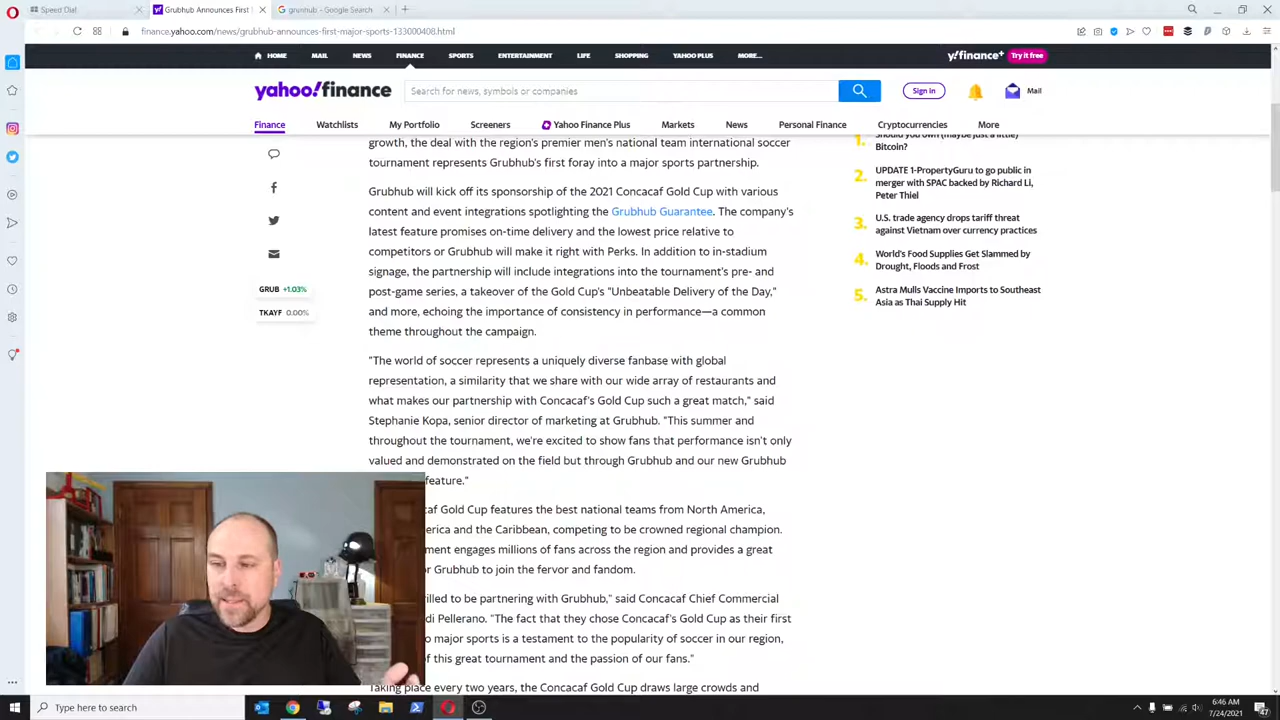 Speed Dial
Grubhub Announces First
grunhub - Google Search
finance.yahoo.com/news/grubhub-announces-first-major-sports-133000408.html
HOME MAIL NEWS FINANCE SPORTS ENTERTAINMENT LIFE SHOPPING YAHOO PLUS MORE...
y!finance+ Try it free
yahoo!finance
Search for news, symbols or companies
Sign in
Mail
Finance Watchlists My Portfolio Screeners Yahoo Finance Plus Markets News Personal Finance Cryptocurrencies More
growth, the deal with the region's premier men's national team international soccer
tournament represents Grubhub's first foray into a major sports partnership.
Grubhub will kick off its sponsorship of the 2021 Concacaf Gold Cup with various
content and event integrations spotlighting the Grubhub Guarantee. The company's
latest feature promises on-time delivery and the lowest price relative to
competitors or Grubhub will make it right with Perks. In addition to in-stadium
signage, the partnership will include integrations into the tournament's pre- and
post-game series, a takeover of the Gold Cup's "Unbeatable Delivery of the Day,"
and more, echoing the importance of consistency in performance—a common
theme throughout the campaign.
"The world of soccer represents a uniquely diverse fanbase with global
representation, a similarity that we share with our wide array of restaurants and
what makes our partnership with Concacaf's Gold Cup such a great match," said
Stephanie Kopa, senior director of marketing at Grubhub. "This summer and
throughout the tournament, we're excited to show fans that performance isn't only
valued and demonstrated on the field but through Grubhub and our new Grubhub
feature."
af Gold Cup features the best national teams from North America,
erica and the Caribbean, competing to be crowned regional champion.
ment engages millions of fans across the region and provides a great
or Grubhub to join the fervor and fandom.
illed to be partnering with Grubhub," said Concacaf Chief Commercial
di Pellerano. "The fact that they chose Concacaf's Gold Cup as their first
o major sports is a testament to the popularity of soccer in our region,
of this great tournament and the passion of our fans."
Taking place every two years, the Concacaf Gold Cup draws large crowds and
GRUB +1.03%
TKAYF 0.00%
1. Should you own (maybe just a little)
Bitcoin?
2. UPDATE 1-PropertyGuru to go public in
merger with SPAC backed by Richard Li,
Peter Thiel
3. U.S. trade agency drops tariff threat
against Vietnam over currency practices
4. World's Food Supplies Get Slammed by
Drought, Floods and Frost
5. Astra Mulls Vaccine Imports to Southeast
Asia as Thai Supply Hit
Type here to search
6:46 AM
7/24/2021
47